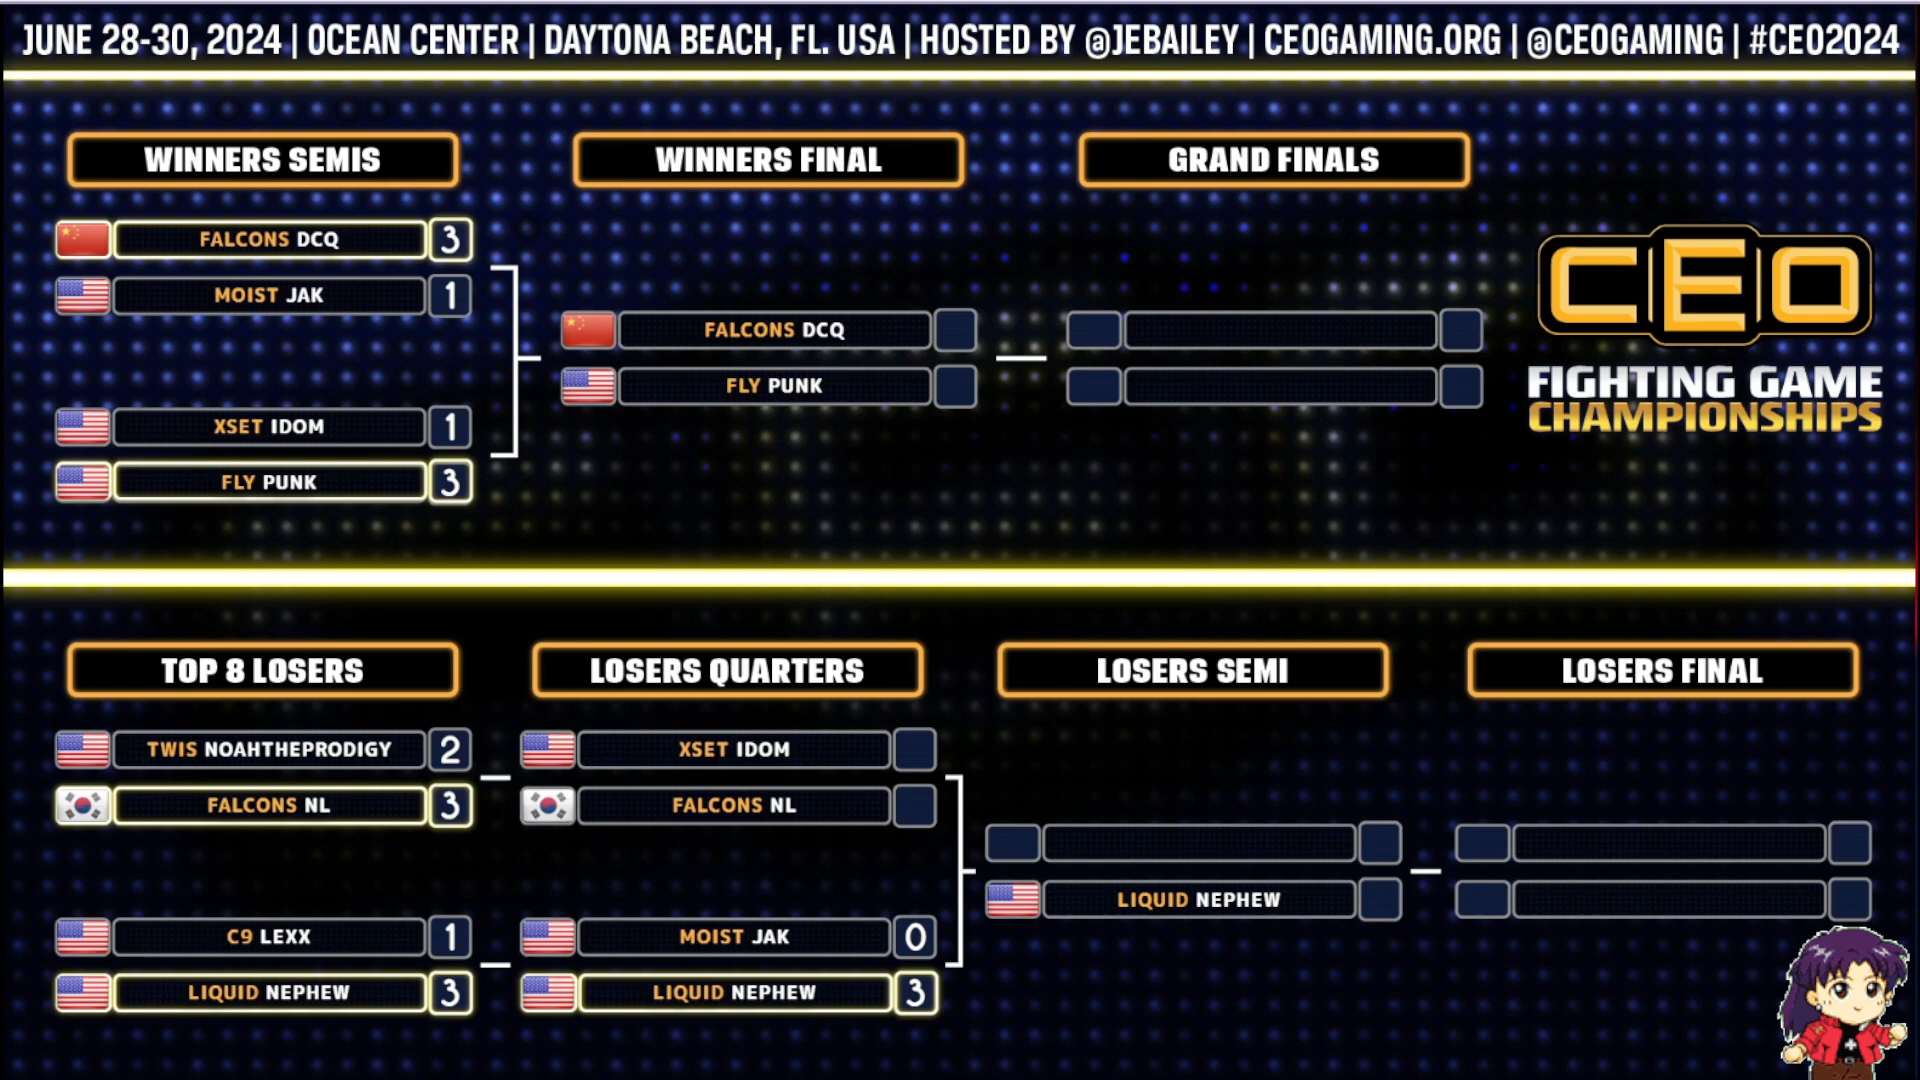 JUNE 28-30, 2024 | OCEAN CENTER | DAYTONA BEACH, FL. USA | HOSTED BY @JEBAILEY | CEOGAMING.ORG | @CEOGAMING | #CEO2024
WINNERS SEMIS
FALCONS DCQ 3
MOIST JAK 1
XSET IDOM 1
FLY PUNK 3
WINNERS FINAL
FALCONS DCQ
FLY PUNK
GRAND FINALS
CEO
FIGHTING GAME
CHAMPIONSHIPS
TOP 8 LOSERS
TWIS NOAHTHEPRODIGY 2
FALCONS NL 3
C9 LEXX 1
LIQUID NEPHEW 3
LOSERS QUARTERS
XSET IDOM
FALCONS NL
MOIST JAK 0
LIQUID NEPHEW 3
LOSERS SEMI
LIQUID NEPHEW
LOSERS FINAL